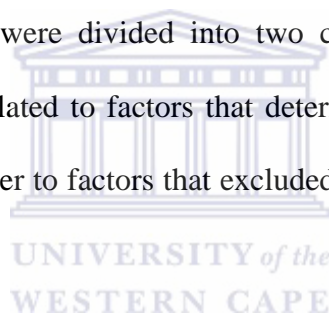 were divided into two
lated to factors that deter
er to factors that excluded
UNIVERSITY of the
WESTERN CAPE